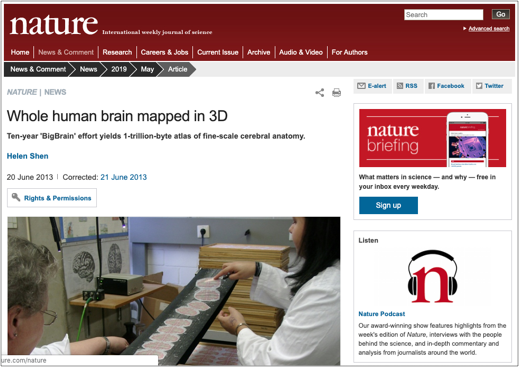 nature International weekly journal of science
Search Go
Advanced search
Home News & Comment Research Careers & Jobs Current Issue Archive Audio & Video For Authors
News & Comment News 2019 May Article
E-alert RSS Facebook Twitter
NATURE | NEWS
Whole human brain mapped in 3D
Ten-year 'BigBrain' effort yields 1-trillion-byte atlas of fine-scale cerebral anatomy.
Helen Shen
20 June 2013 Corrected: 21 June 2013
Rights & Permissions
nature
briefing
What matters in science — and why — free in
your inbox every weekday.
Sign up
Listen
n
Nature Podcast
Our award-winning show features highlights from the
week's edition of Nature, interviews with the people
behind the science, and in-depth commentary and
analysis from journalists around the world.
ure.com/nature